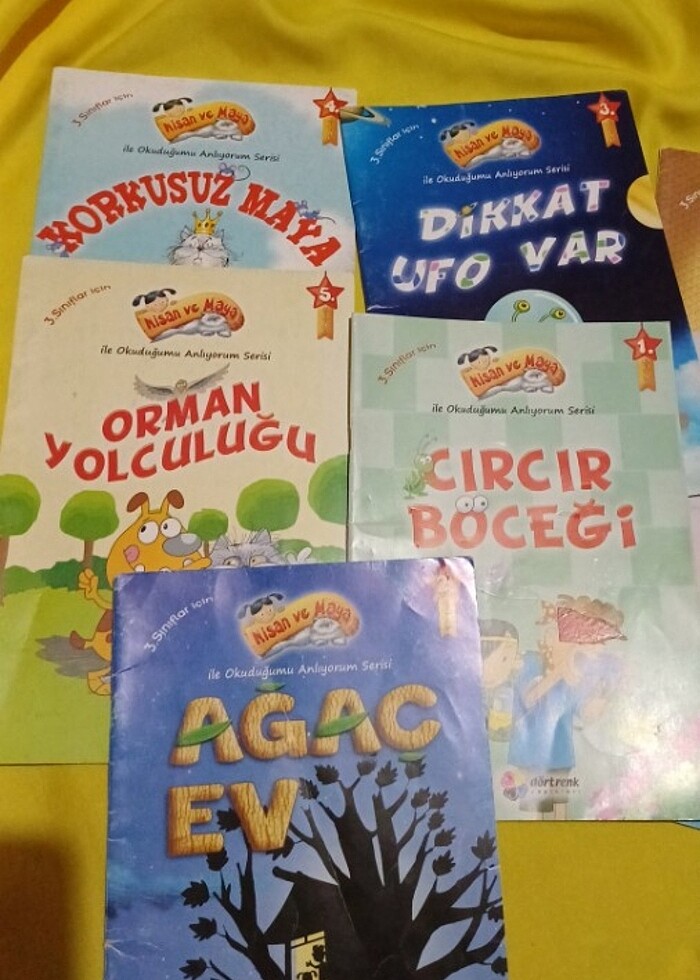 3.Sınıflar için
Nisan ve Maya
4.
ile Okuduğumu Anlıyorum Serisi
KORKUSUZ MAYA
3.Sınıflar için
Nisan ve Maya
3.
ile Okuduğumu Anlıyorum Serisi
DİKKAT
UFO VAR
3.Sınıflar için
Nisan ve Maya
5.
ile Okuduğumu Anlıyorum Serisi
ORMAN
YOLCULUĞU
3.Sınıflar için
Nisan ve Maya
1.
ile Okuduğumu Anlıyorum Serisi
CIRCIR
BÖCEĞİ
dörtrenk
3.Sınıflar için
Nisan ve Maya
ile Okuduğumu Anlıyorum Serisi
AĞAÇ
EV